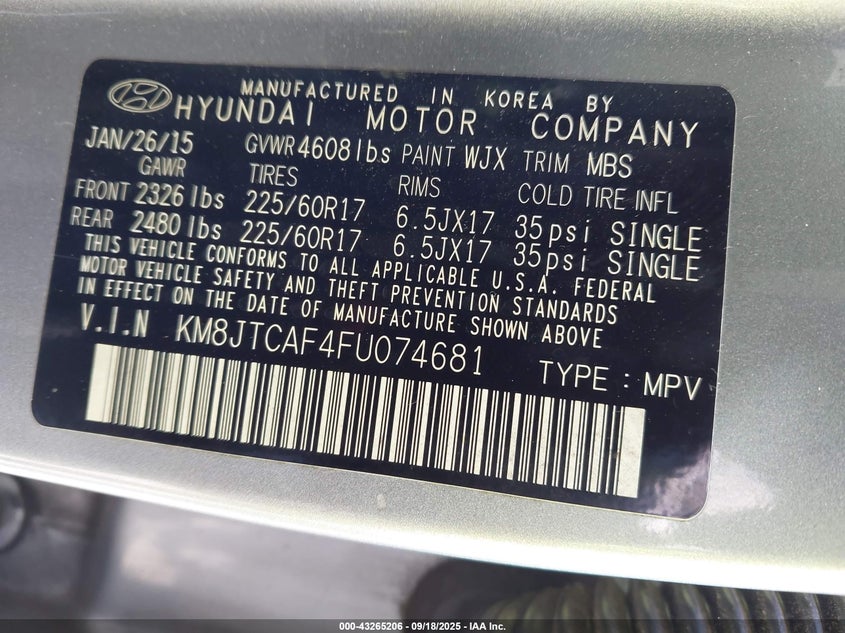 MANUFACTURED IN KOREA BY
HYUNDAI MOTOR COMPANY
JAN/26/15 GVWR 4608 lbs PAINT WJX TRIM MBS
GAWR TIRES RIMS COLD TIRE INFL
FRONT 2326 lbs 225/60R17 6.5JX17 35psi SINGLE
REAR 2480 lbs 225/60R17 6.5JX17 35psi SINGLE
THIS VEHICLE CONFORMS TO ALL APPLICABLE U.S.A. FEDERAL
MOTOR VEHICLE SAFETY AND THEFT PREVENTION STANDARDS
IN EFFECT ON THE DATE OF MANUFACTURE SHOWN ABOVE
V.I.N KM8JTCAF4FU074681
TYPE : MPV
000-43265206 - 09/18/2025 - IAA Inc.